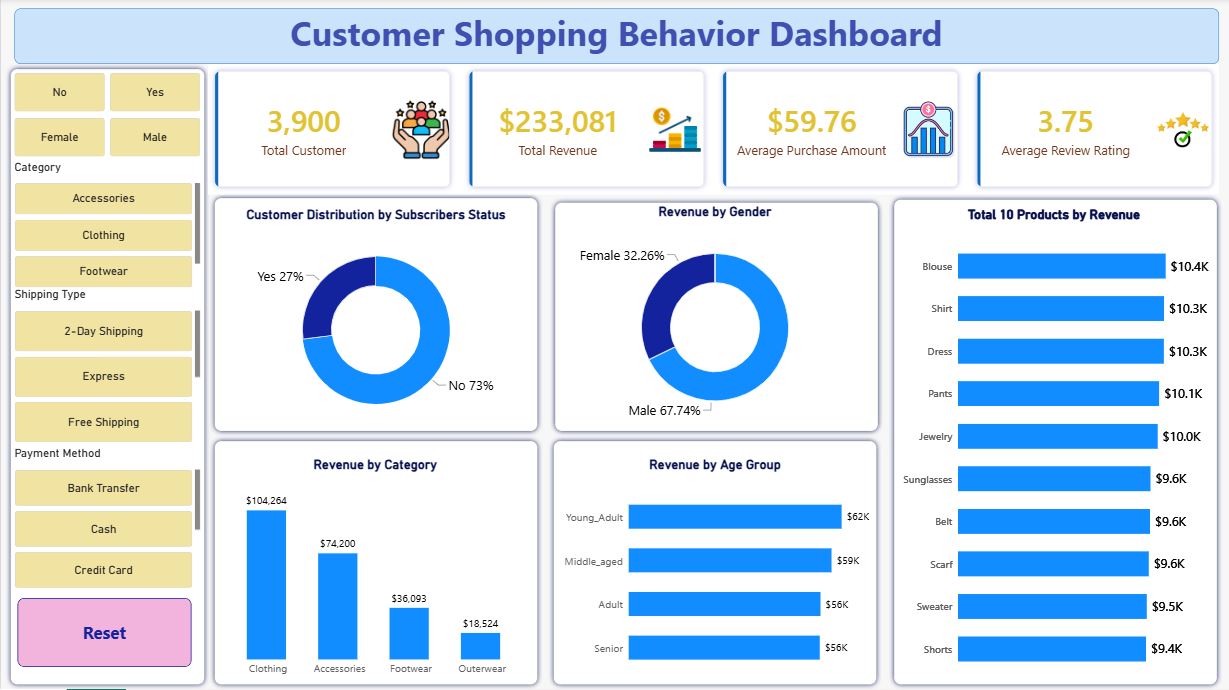 Customer Shopping Behavior Dashboard
No
Yes
Female
Male
Category
Accessories
Clothing
Footwear
Shipping Type
2-Day Shipping
Express
Free Shipping
Payment Method
Bank Transfer
Cash
Credit Card
Reset
3,900
Total Customer
$233,081
Total Revenue
$59.76
Average Purchase Amount
3.75
Average Review Rating
Customer Distribution by Subscribers Status
Yes 27%
No 73%
Revenue by Gender
Female 32.26%
Male 67.74%
Total 10 Products by Revenue
Blouse $10.4K
Shirt $10.3K
Dress $10.3K
Pants $10.1K
Jewelry $10.0K
Sunglasses $9.6K
Belt $9.6K
Scarf $9.6K
Sweater $9.5K
Shorts $9.4K
Revenue by Category
$104,264
$74,200
$36,093
$18,524
Clothing Accessories Footwear Outerwear
Revenue by Age Group
Young_Adult $62K
Middle_aged $59K
Adult $56K
Senior $56K